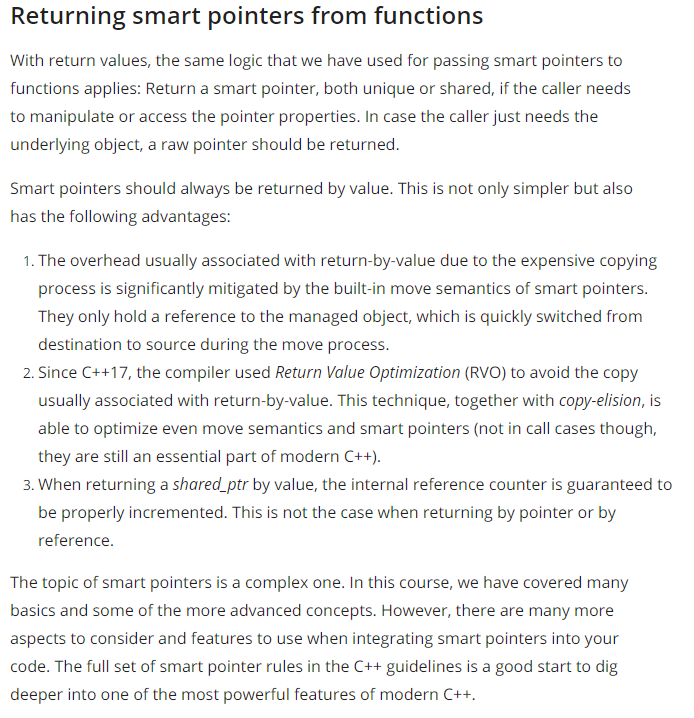 Returning smart pointers from functions
With return values, the same logic that we have used for passing smart pointers to
functions applies: Return a smart pointer, both unique or shared, if the caller needs
to manipulate or access the pointer properties. In case the caller just needs the
underlying object, a raw pointer should be returned.
Smart pointers should always be returned by value. This is not only simpler but also
has the following advantages:
1. The overhead usually associated with return-by-value due to the expensive copying
process is significantly mitigated by the built-in move semantics of smart pointers.
They only hold a reference to the managed object, which is quickly switched from
destination to source during the move process.
2. Since C++17, the compiler used Return Value Optimization (RVO) to avoid the copy
usually associated with return-by-value. This technique, together with copy-elision, is
able to optimize even move semantics and smart pointers (not in call cases though,
they are still an essential part of modern C++).
3. When returning a shared_ptr by value, the internal reference counter is guaranteed to
be properly incremented. This is not the case when returning by pointer or by
reference.
The topic of smart pointers is a complex one. In this course, we have covered many
basics and some of the more advanced concepts. However, there are many more
aspects to consider and features to use when integrating smart pointers into your
code. The full set of smart pointer rules in the C++ guidelines is a good start to dig
deeper into one of the most powerful features of modern C++.